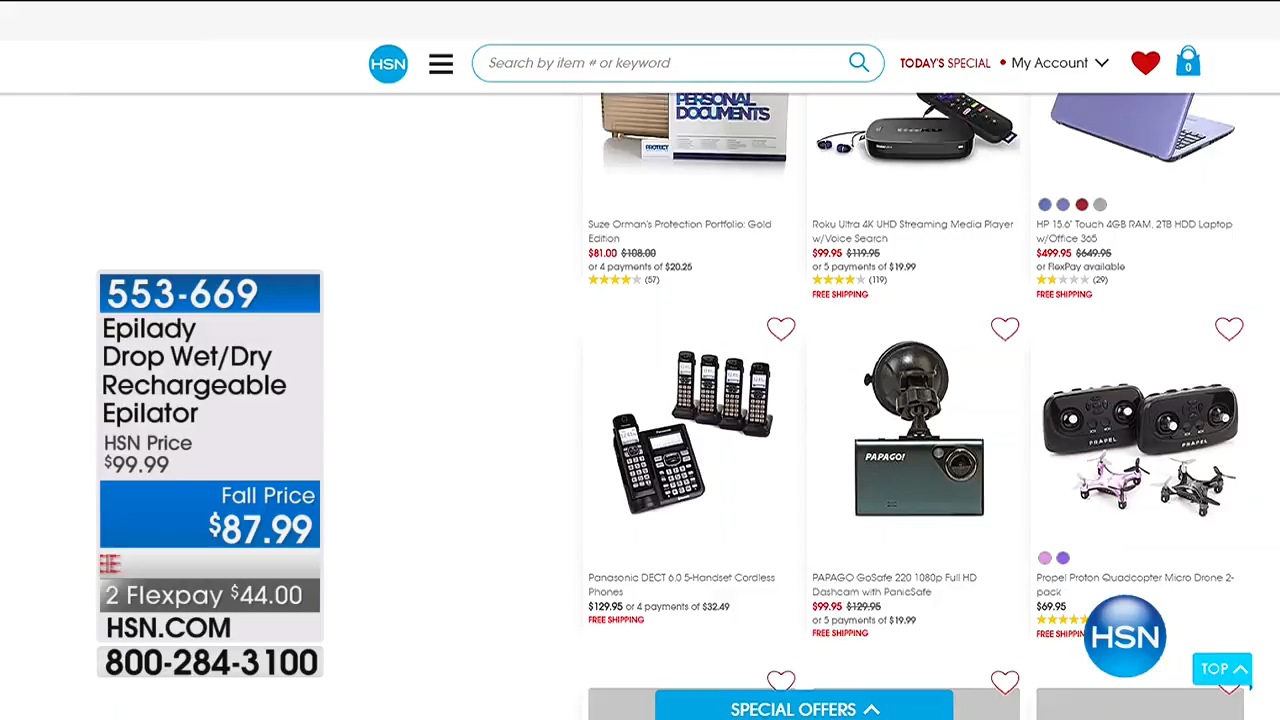 HSN
Search by item # or keyword
TODAY'S SPECIAL • My Account
0
PERSONAL
DOCUMENTS
PROTECT
Suze Orman's Protection Portfolio: Gold
Edition
$81.00 $108.00
or 4 payments of $20.25
(57)
Roku Ultra 4K UHD Streaming Media Player
w/Voice Search
$99.95 $119.95
or 5 payments of $19.99
(119)
FREE SHIPPING
HP 15.6" Touch 4GB RAM, 2TB HDD Laptop
w/Office 365
$499.95 $649.95
or FlexPay available
(29)
FREE SHIPPING
553-669
Epilady
Drop Wet/Dry
Rechargeable
Epilator
HSN Price
$99.99
Fall Price
$87.99
2 Flexpay $44.00
HSN.COM
800-284-3100
Panasonic DECT 6.0 5-Handset Cordless
Phones
$129.95 or 4 payments of $32.49
FREE SHIPPING
PAPAGO!
PAPAGO GoSafe 220 1080p Full HD
Dashcam with PanicSafe
$99.95 $129.95
or 5 payments of $19.99
FREE SHIPPING
PROPEL
PROPEL
Propel Proton Quadcopter Micro Drone 2-
pack
$69.95
FREE SHIPPIN
HSN
TOP
SPECIAL OFFERS